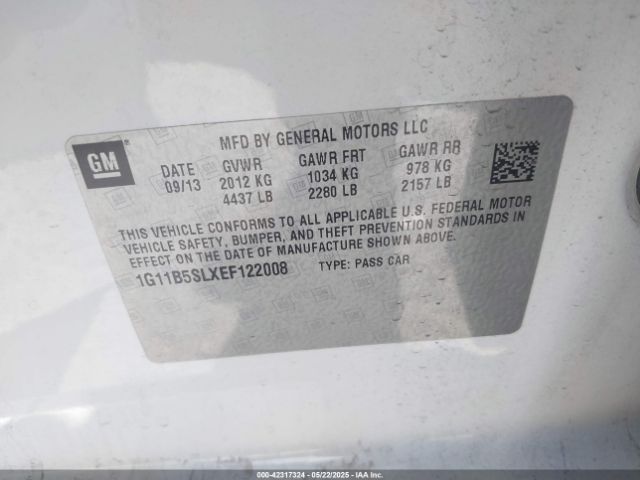 GM
MFD BY GENERAL MOTORS LLC
DATE GVWR GAWR FRT GAWR RR
09/13 2012 KG 1034 KG 978 KG
4437 LB 2280 LB 2157 LB
THIS VEHICLE CONFORMS TO ALL APPLICABLE U.S. FEDERAL MOTOR
VEHICLE SAFETY, BUMPER, AND THEFT PREVENTION STANDARDS IN
EFFECT ON THE DATE OF MANUFACTURE SHOWN ABOVE.
1G11B5SLXEF122008 TYPE: PASS CAR
000-42317324 - 05/22/2025 - IAAI.COM